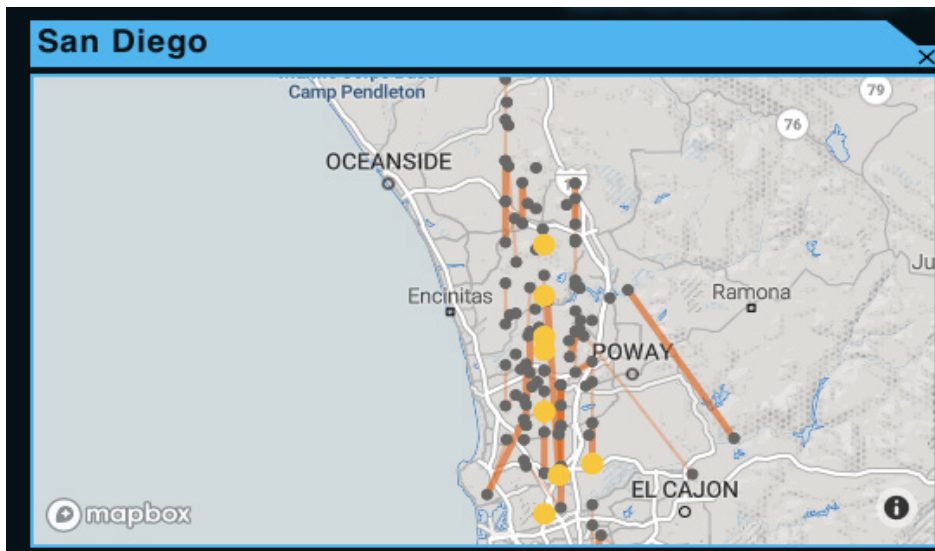 San Diego
Camp Pendleton
79
76
OCEANSIDE
Encinitas
Ramona
POWAY
EL CAJON
mapbox